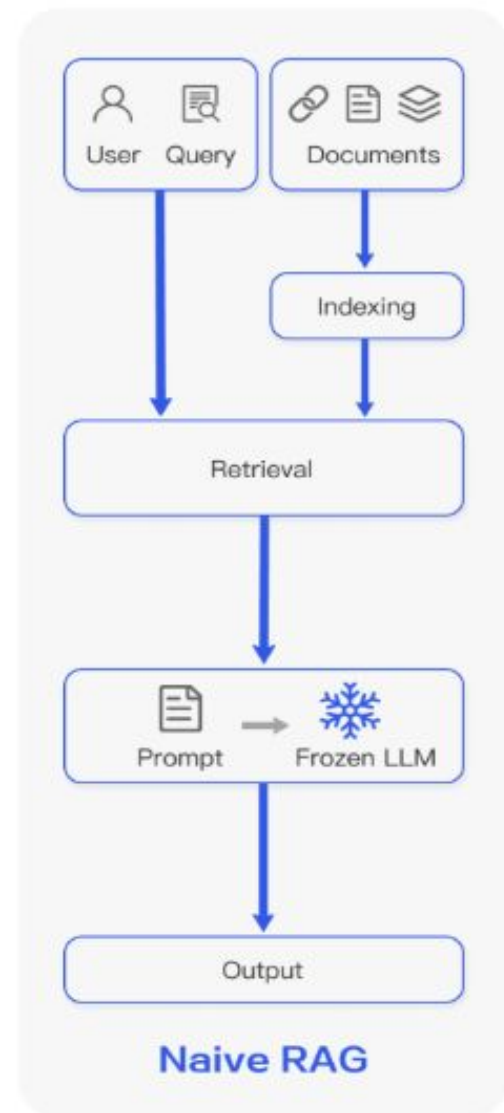 User Query Documents
Indexing
Retrieval
Prompt Frozen LLM
Output
Naive RAG